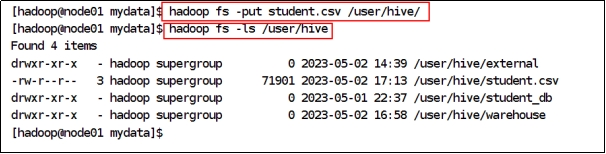 [hadoop@node01 mydata]$ hadoop fs -put student.csv /user/hive/
[hadoop@node01 mydata]$ hadoop fs -ls /user/hive
Found 4 items
drwxr-xr-x   - hadoop supergroup          0 2023-05-02 14:39 /user/hive/external
-rw-r--r--   3 hadoop supergroup      71901 2023-05-02 17:13 /user/hive/student.csv
drwxr-xr-x   - hadoop supergroup          0 2023-05-01 22:37 /user/hive/student_db
drwxr-xr-x   - hadoop supergroup          0 2023-05-02 16:58 /user/hive/warehouse
[hadoop@node01 mydata]$